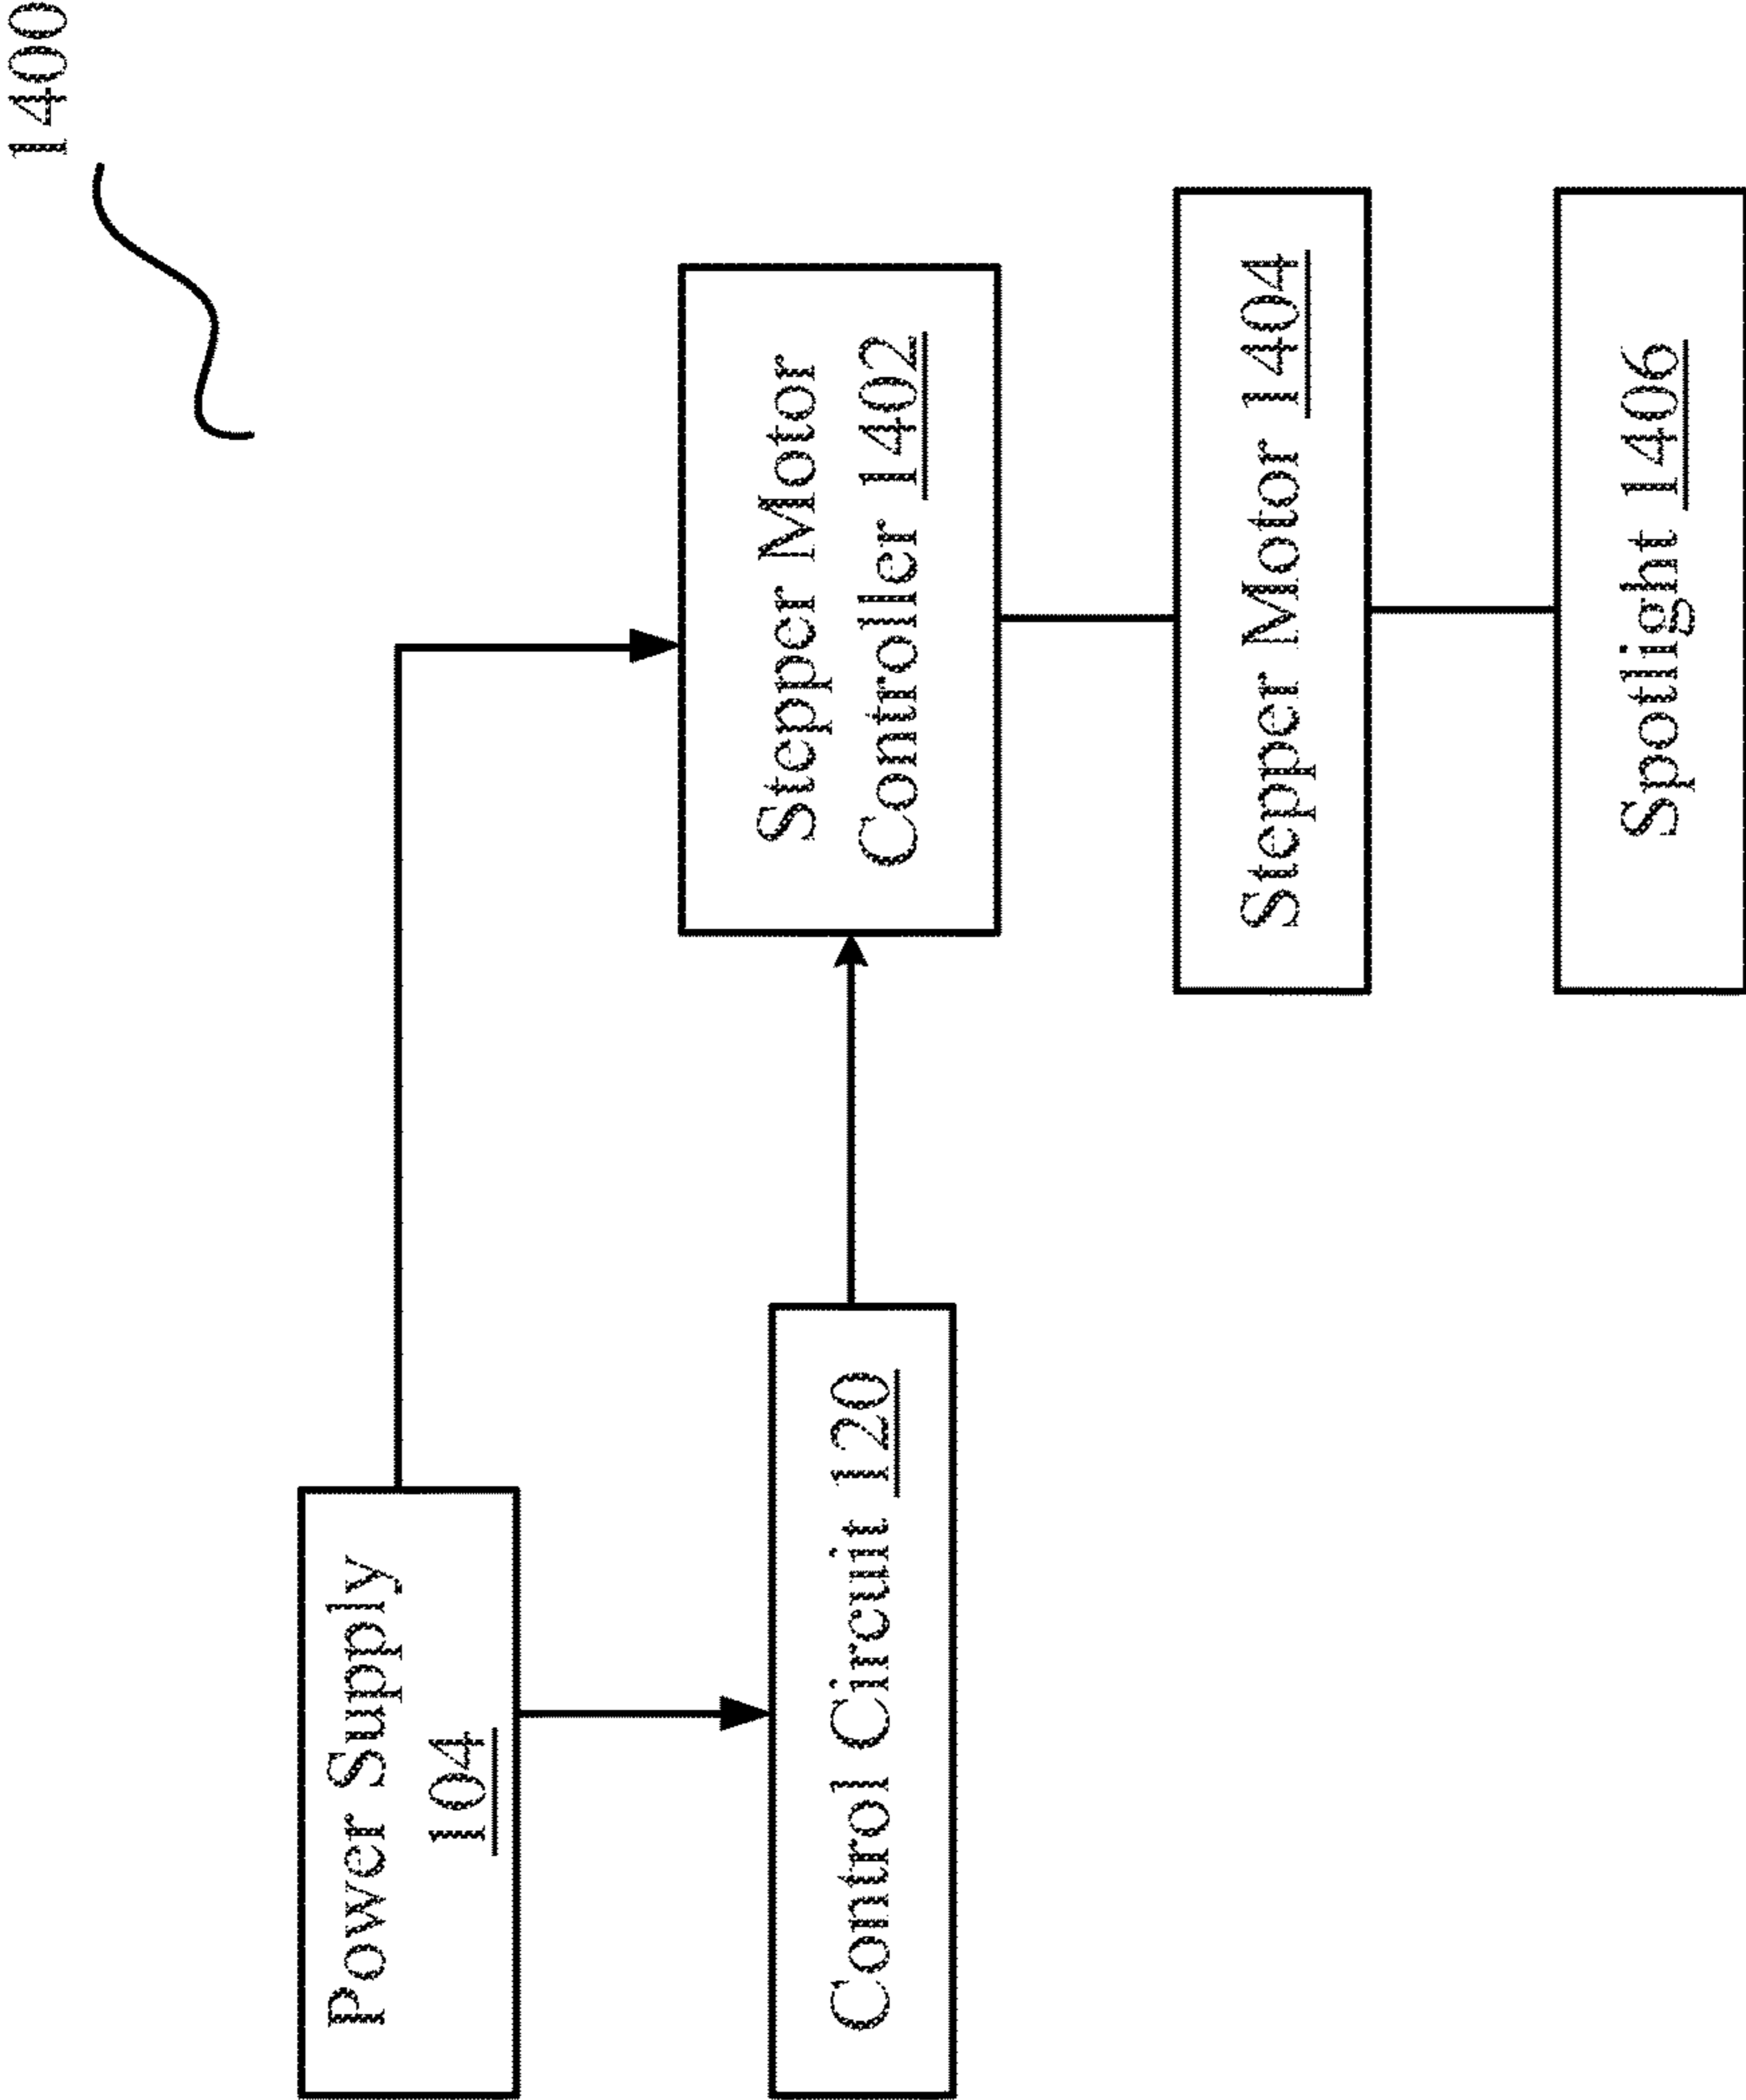 1400
Power Supply
104
Control Circuit 120
Stepper Motor
Controller 1402
Stepper Motor 1404
Spotlight 1406